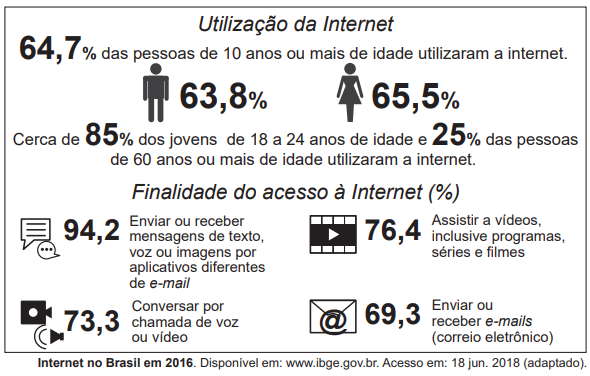 Utilização da Internet
64,7% das pessoas de 10 anos ou mais de idade utilizaram a internet.
63,8% 65,5%
Cerca de 85% dos jovens de 18 a 24 anos de idade e 25% das pessoas
de 60 anos ou mais de idade utilizaram a internet.
Finalidade do acesso à Internet (%)
94,2 Enviar ou receber
mensagens de texto,
voz ou imagens por
aplicativos diferentes
de e-mail
76,4 Assistir a vídeos,
inclusive programas,
séries e filmes
73,3 Conversar por
chamada de voz
ou vídeo
@ 69,3 Enviar ou
receber e-mails
(correio eletrônico)
Internet no Brasil em 2016. Disponível em: www.ibge.gov.br. Acesso em: 18 jun. 2018 (adaptado).